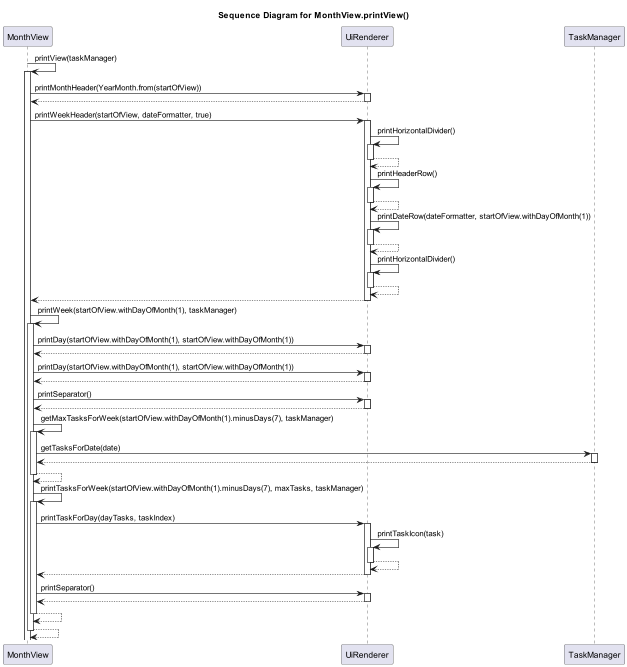 Sequence Diagram for MonthView.printView()
MonthView
UiRenderer
TaskManager
printView(taskManager)
printMonthHeader(YearMonth.from(startOfView))
printWeekHeader(startOfView, dateFormatter, true)
printHorizontalDivider()
printHeaderRow()
printDateRow(dateFormatter, startOfView.withDayOfMonth(1))
printHorizontalDivider()
printWeek(startOfView.withDayOfMonth(1), taskManager)
printDay(startOfView.withDayOfMonth(1), startOfView.withDayOfMonth(1))
printDay(startOfView.withDayOfMonth(1), startOfView.withDayOfMonth(1))
printSeparator()
getMaxTasksForWeek(startOfView.withDayOfMonth(1).minusDays(7), taskManager)
getTasksForDate(date)
printTasksForWeek(startOfView.withDayOfMonth(1).minusDays(7), maxTasks, taskManager)
printTaskForDay(dayTasks, taskIndex)
printTaskIcon(task)
printSeparator()
MonthView
UiRenderer
TaskManager